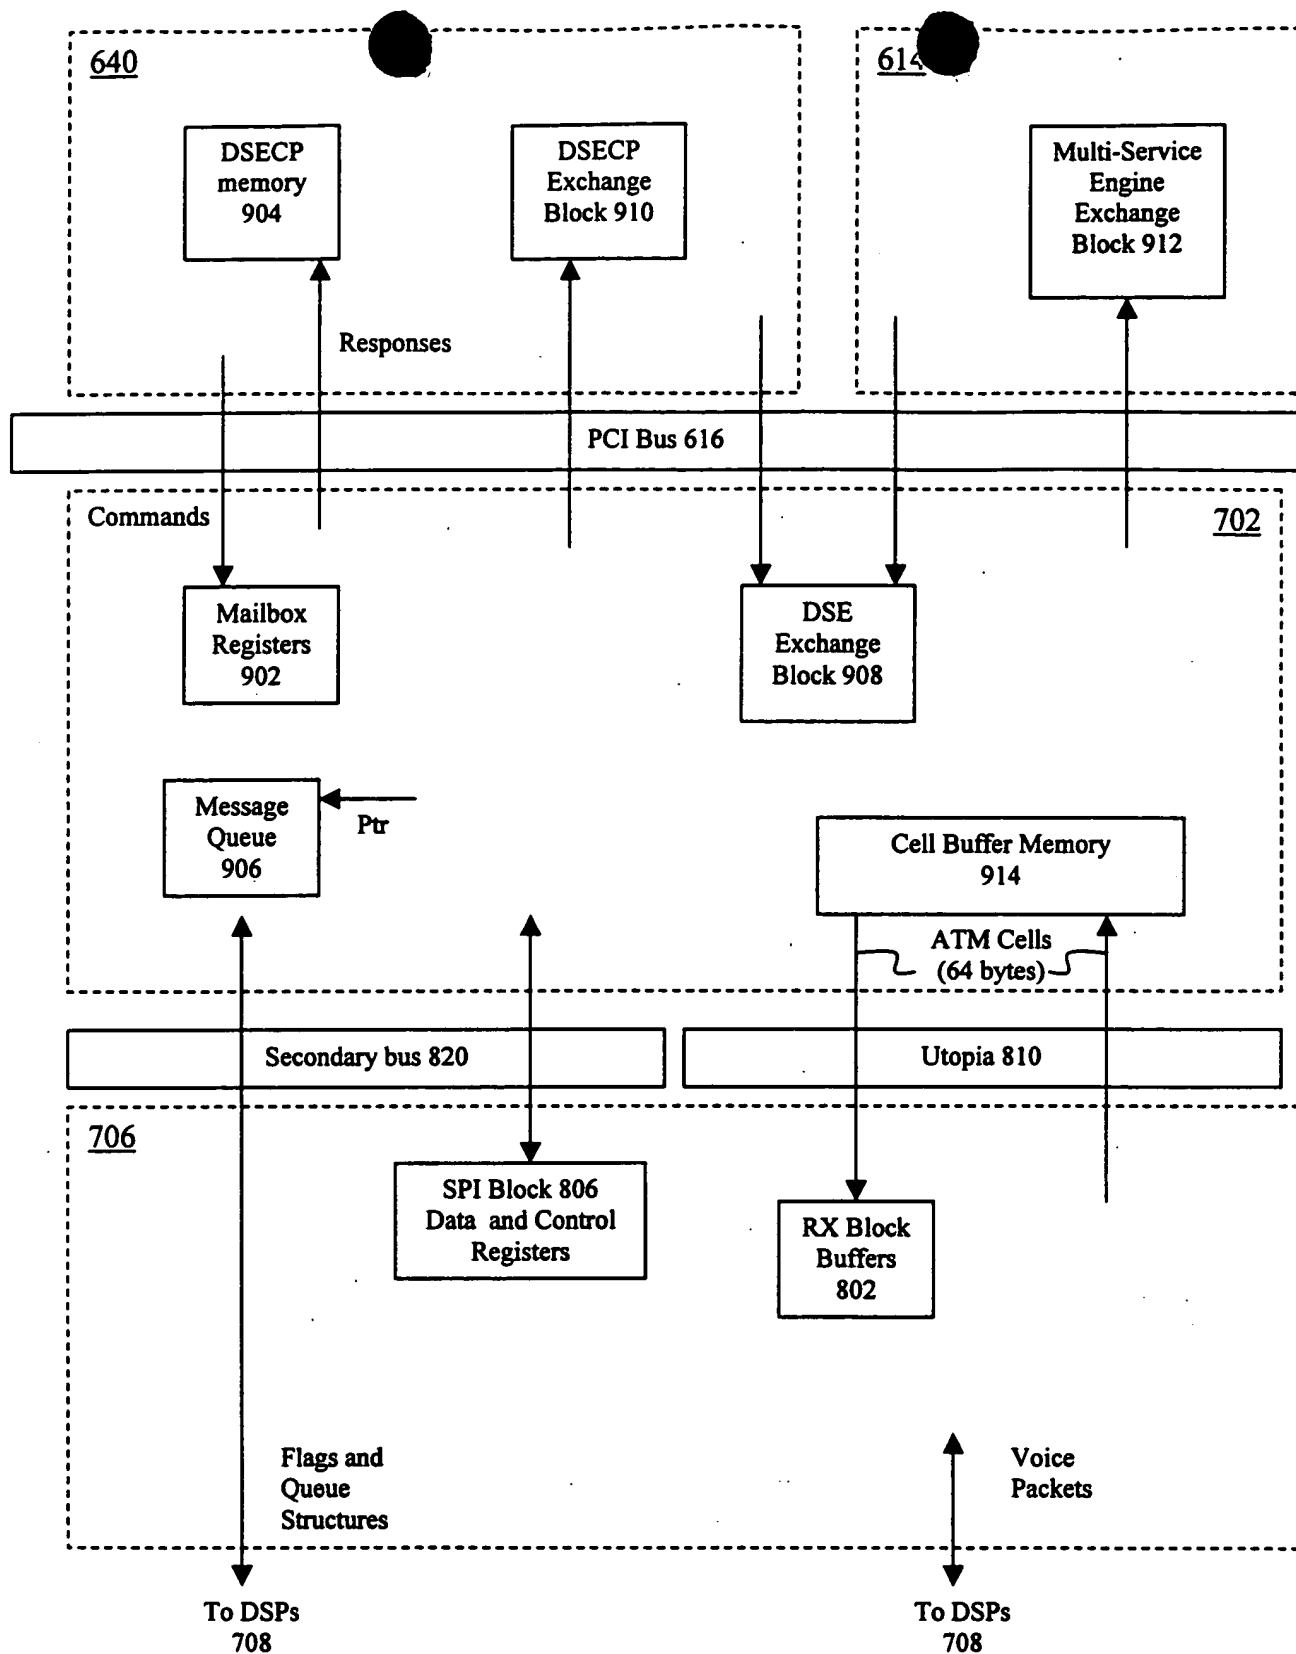 640
DSECP
memory
904
DSECP
Exchange
Block 910
Multi-Service
Engine
Exchange
Block 912
Responses
PCI Bus 616
Commands
702
Mailbox
Registers
902
DSE
Exchange
Block 908
Message
Queue
906
Ptr
Cell Buffer Memory
914
ATM Cells
(64 bytes)
Secondary bus 820
Utopia 810
706
SPI Block 806
Data and Control
Registers
RX Block
Buffers
802
Flags and
Queue
Structures
Voice
Packets
To DSPs
708
To DSPs
708